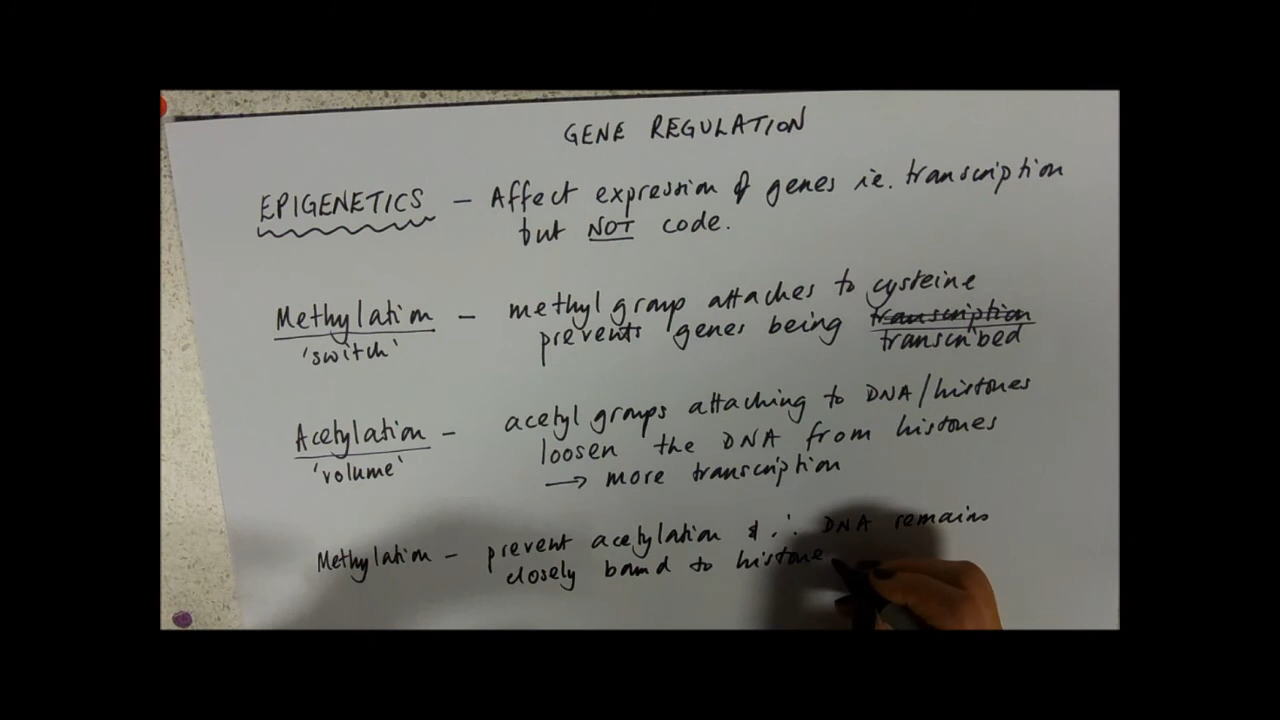 GENE REGULATION
EPIGENETICS – Affect expression of genes i.e. transcription
but NOT code.
Methylation – methyl group attaches to cysteine
'switch' prevents genes being transcription
transcribed
Acetylation – acetyl groups attaching to DNA/histones
'volume' loosen the DNA from histones
→ more transcription
Methylation – prevent acetylation & ∴ DNA remains
closely bound to histone